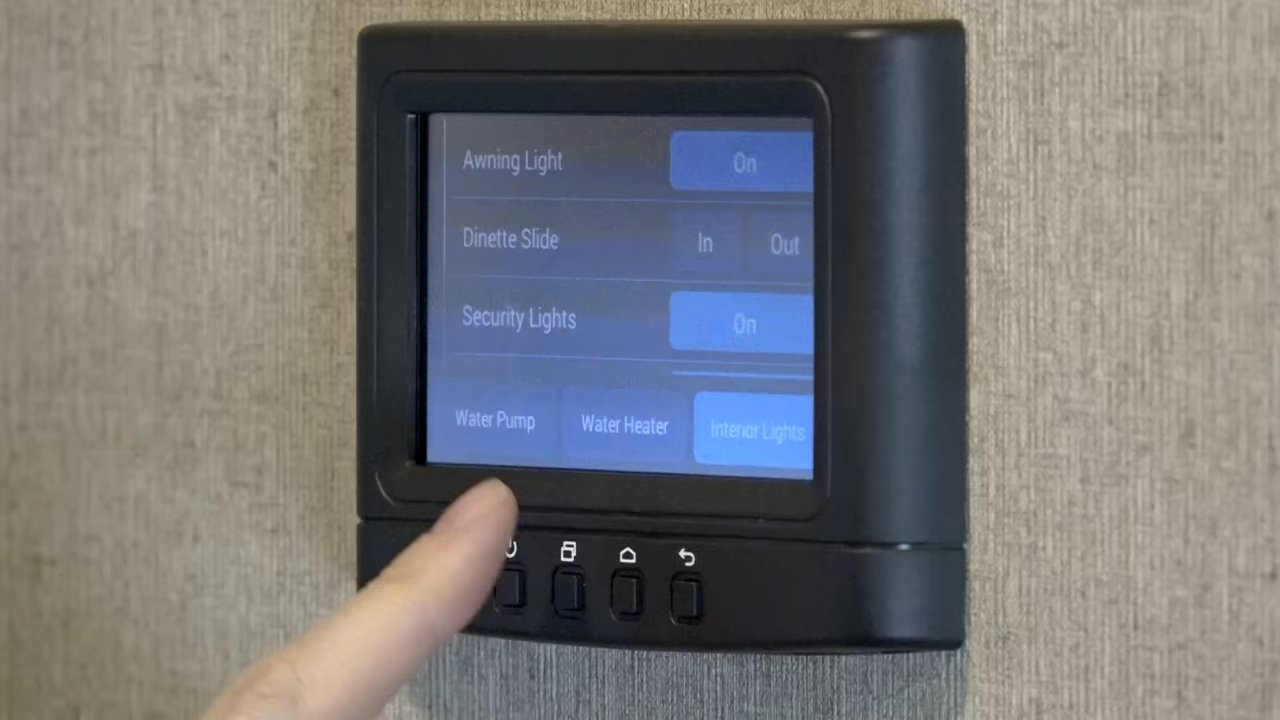 Awning Light On
Dinette Slide In Out
Security Lights On
Water Pump Water Heater Interior Lights